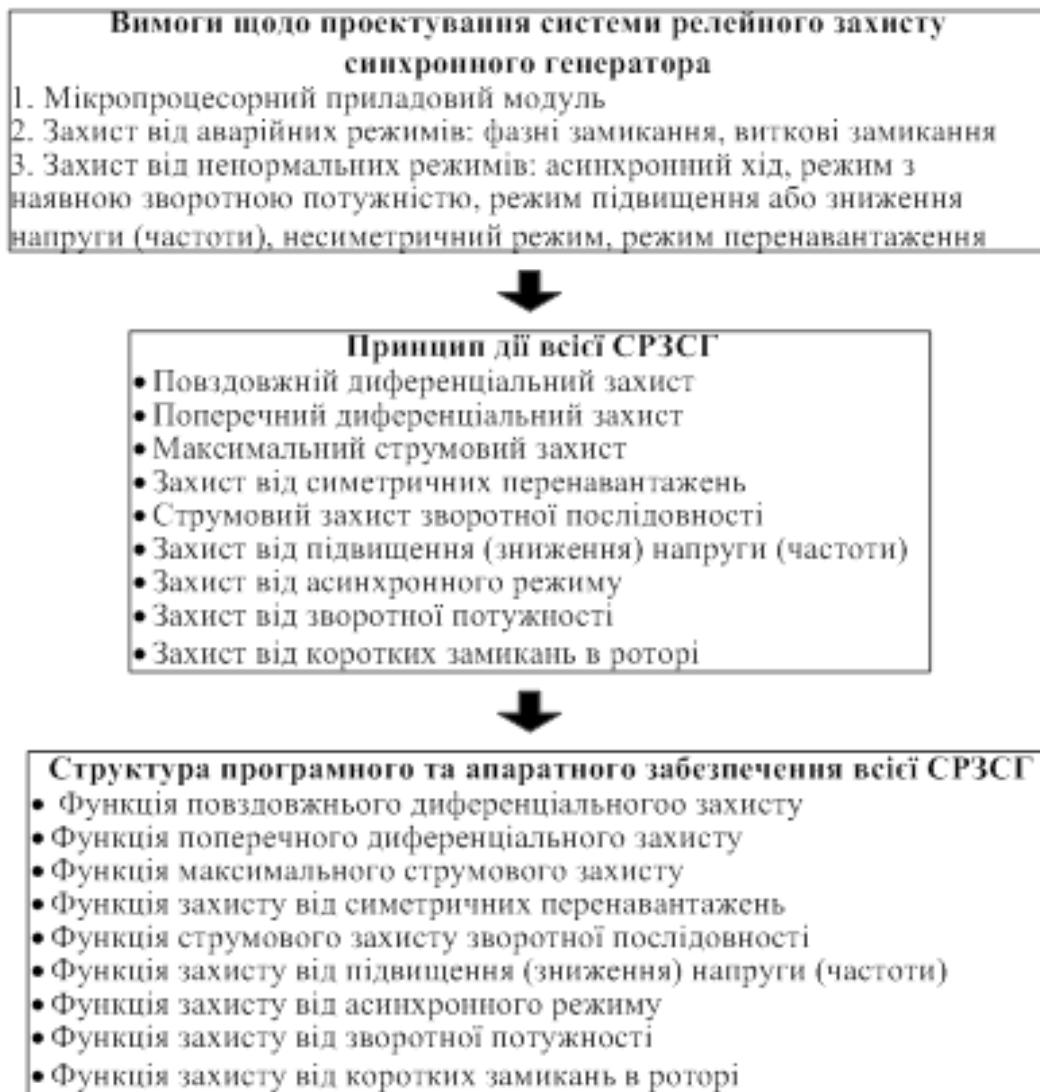 Вимоги щодо проектування системи релейного захисту
синхронного генератора
1. Мікропроцесорний приладовий модуль
2. Захист від аварійних режимів: фазні замикання, виткові замикання
3. Захист від ненормальних режимів: асинхронний хід, режим з
наявною зворотною потужністю, режим підвищення або зниження
напруги (частоти), несиметричний режим, режим перенавантаження
Принцип дії всієї СРЗСГ
• Повздовжній диференціальний захист
• Поперечний диференціальний захист
• Максимальний струмовий захист
• Захист від симетричних перенавантажень
• Струмовий захист зворотної послідовності
• Захист від підвищення (зниження) напруги (частоти)
• Захист від асинхронного режиму
• Захист від зворотної потужності
• Захист від коротких замикань в роторі
Структура програмного та апаратного забезпечення всієї СРЗСГ
• Функція повздовжнього диференціальногоо захисту
• Функція поперечного диференціального захисту
• Функція максимального струмового захисту
• Функція захисту від симетричних перенавантажень
• Функція струмового захисту зворотної послідовності
• Функція захисту від підвищення (зниження) напруги (частоти)
• Функція захисту від асинхронного режиму
• Функція захисту від зворотної потужності
• Функція захисту від коротких замикань в роторі